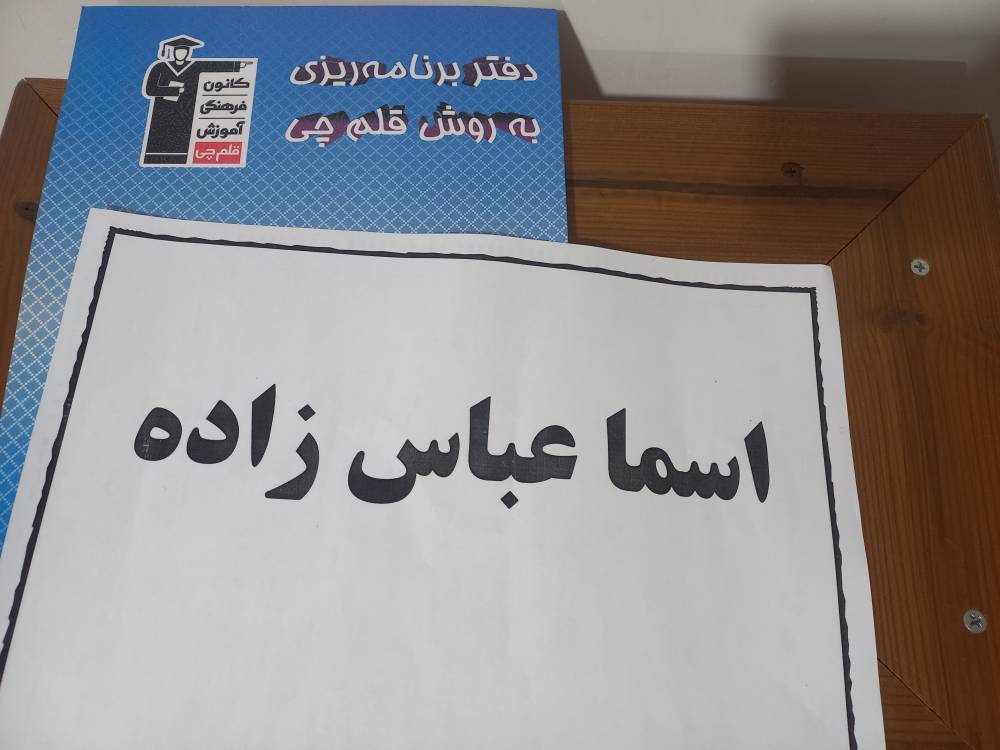 دفتر برنامه‌ریزی
به روش قلم چی
کانون
فرهنگی
آموزش
قلم‌چی
اسما عباس زاده